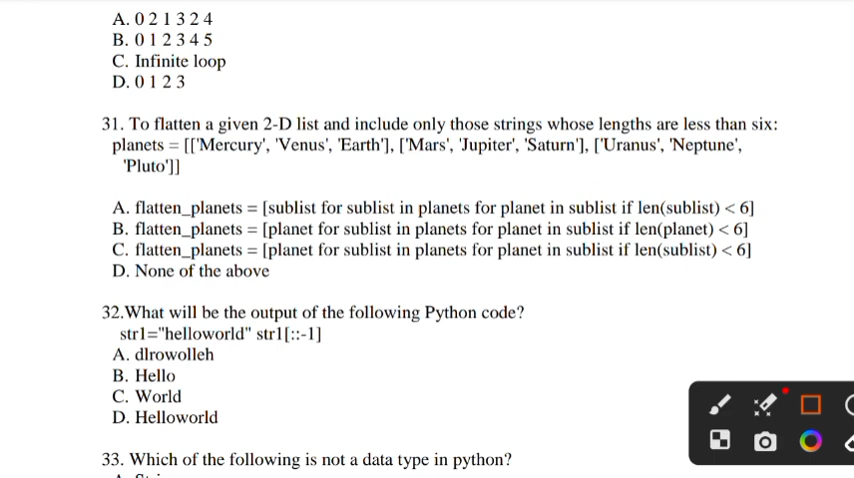 A. 0 2 1 3 2 4
B. 0 1 2 3 4 5
C. Infinite loop
D. 0 1 2 3
31. To flatten a given 2-D list and include only those strings whose lengths are less than six:
planets = [['Mercury', 'Venus', 'Earth'], ['Mars', 'Jupiter', 'Saturn'], ['Uranus', 'Neptune',
'Pluto']]
A. flatten_planets = [sublist for sublist in planets for planet in sublist if len(sublist) < 6]
B. flatten_planets = [planet for sublist in planets for planet in sublist if len(planet) < 6]
C. flatten_planets = [planet for sublist in planets for planet in sublist if len(sublist) < 6]
D. None of the above
32.What will be the output of the following Python code?
str1="helloworld" str1[::-1]
A. dlrowolleh
B. Hello
C. World
D. Helloworld
33. Which of the following is not a data type in python?